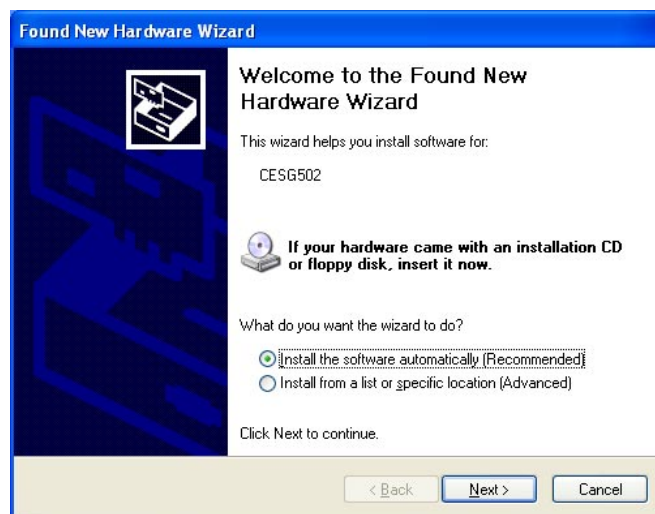 Found New Hardware Wizard
Welcome to the Found New
Hardware Wizard
This wizard helps you install software for:
CESG502
If your hardware came with an installation CD
or floppy disk, insert it now.
What do you want the wizard to do?
Install the software automatically (Recommended)
Install from a list or specific location (Advanced)
Click Next to continue.
< Back Next > Cancel